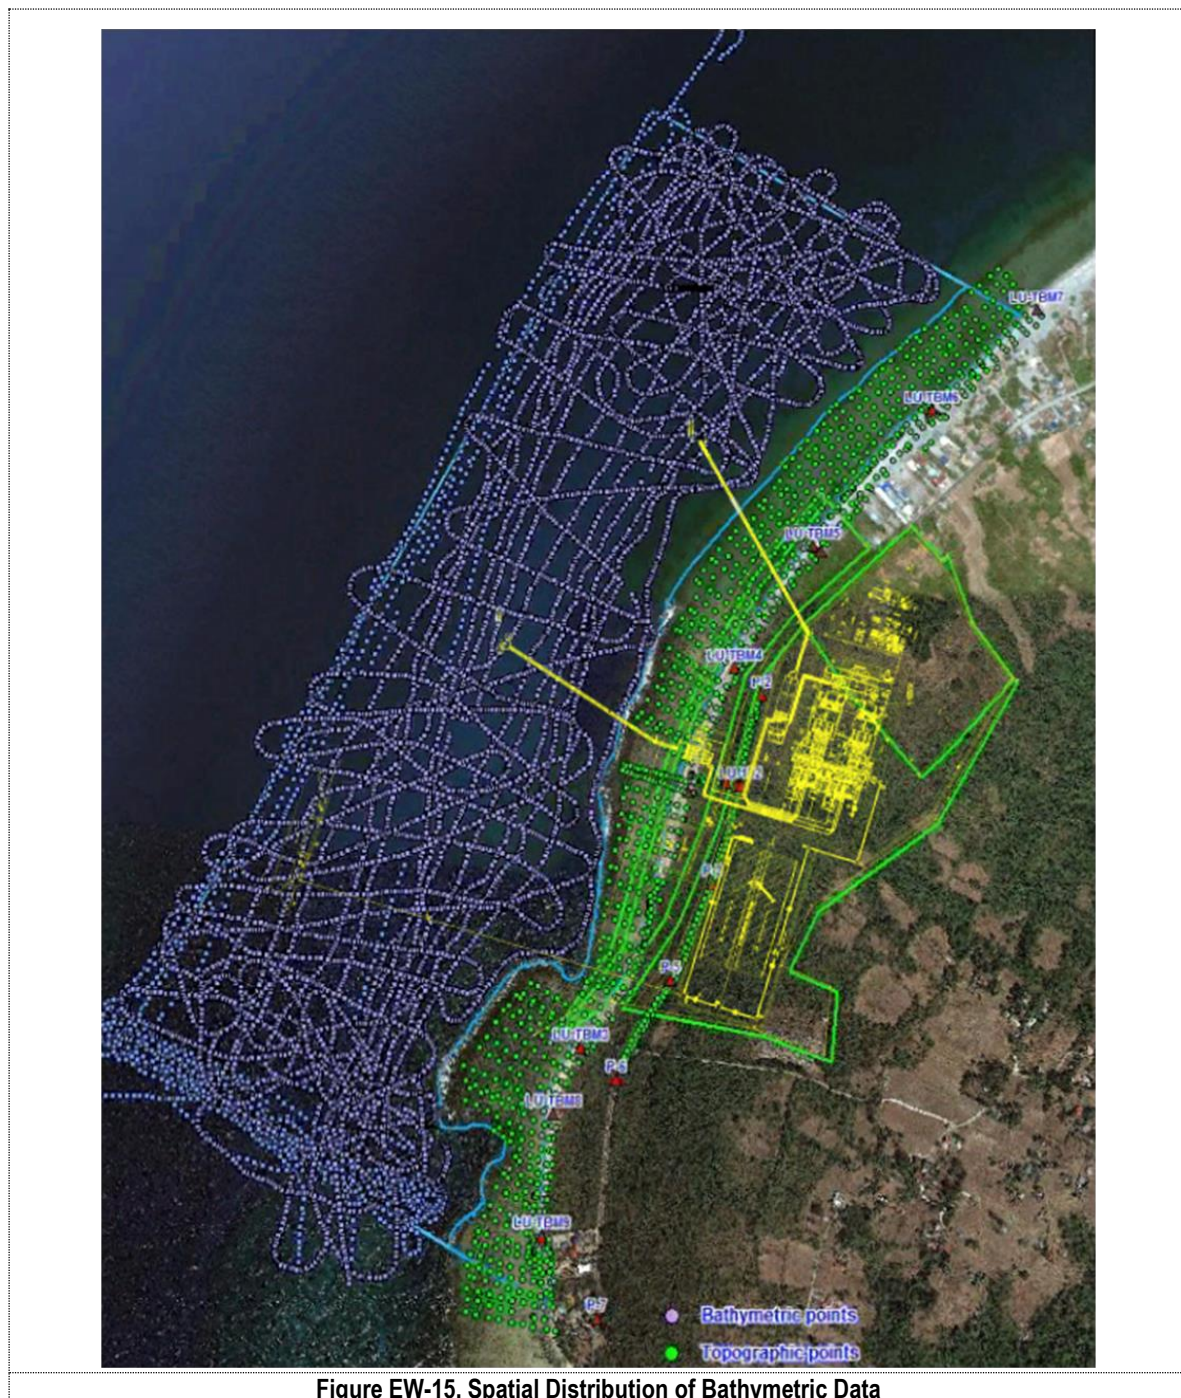 LU-TBM7
LU-TBM6
LU-TBM5
LU-TBM4
P-2
P-5
LU-TBM3
P-6
LU-TBM8
LU-TBM9
P-7
Bathymetric points
Topographic points
Figure EW-15. Spatial Distribution of Bathymetric Data